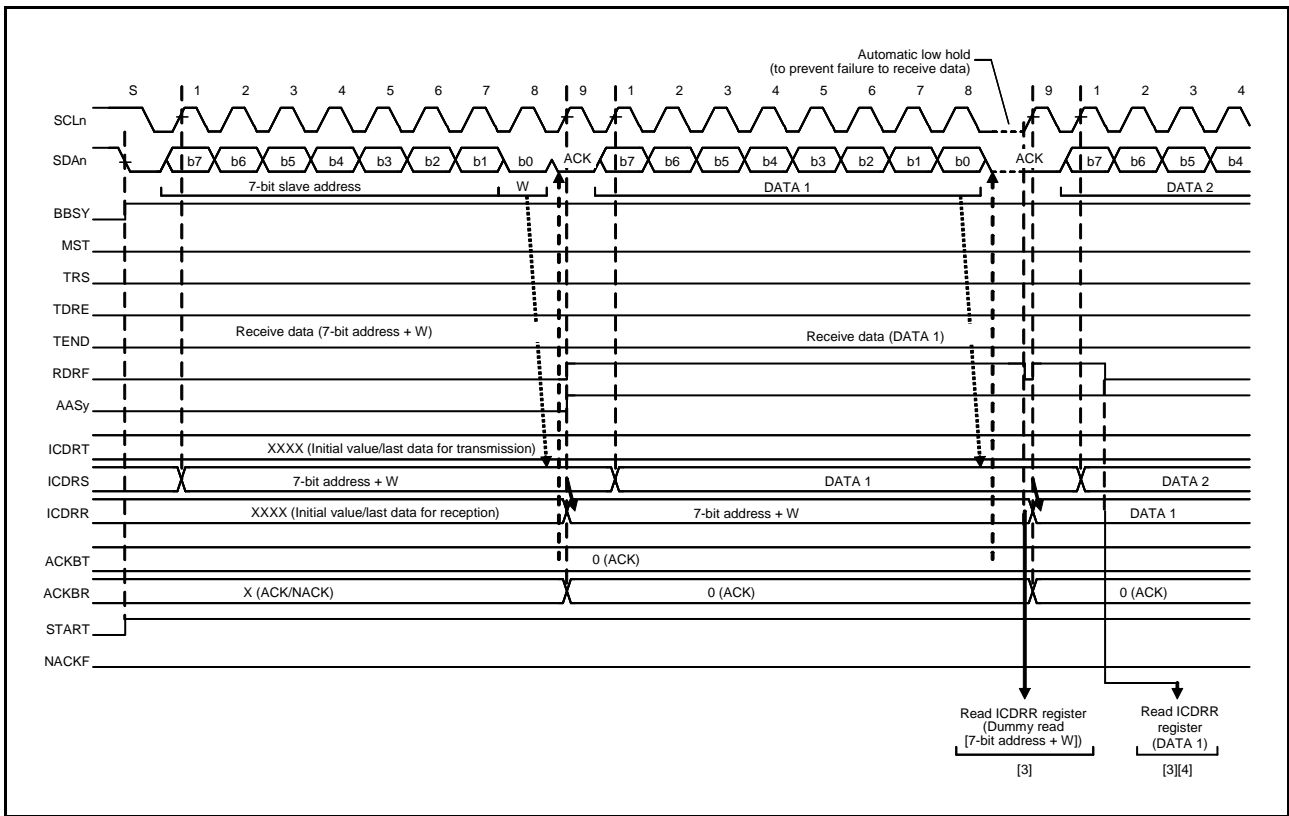 Automatic low hold
(to prevent failure to receive data)
S 1 2 3 4 5 6 7 8 9 1 2 3 4 5 6 7 8 9 1 2 3 4
SCLn
SDAn b7 b6 b5 b4 b3 b2 b1 b0 ACK b7 b6 b5 b4 b3 b2 b1 b0 ACK b7 b6 b5 b4
7-bit slave address W DATA 1 DATA 2
BBSY
MST
TRS
TDRE
Receive data (7-bit address + W) Receive data (DATA 1)
TEND
RDRF
AASy
ICDRT XXXX (Initial value/last data for transmission)
ICDRS 7-bit address + W DATA 1 DATA 2
ICDRR XXXX (Initial value/last data for reception) 7-bit address + W DATA 1
ACKBT 0 (ACK)
ACKBR X (ACK/NACK) 0 (ACK) 0 (ACK)
START
NACKF
Read ICDRR register
(Dummy read
[7-bit address + W])
[3]
Read ICDRR
register
(DATA 1)
[3][4]